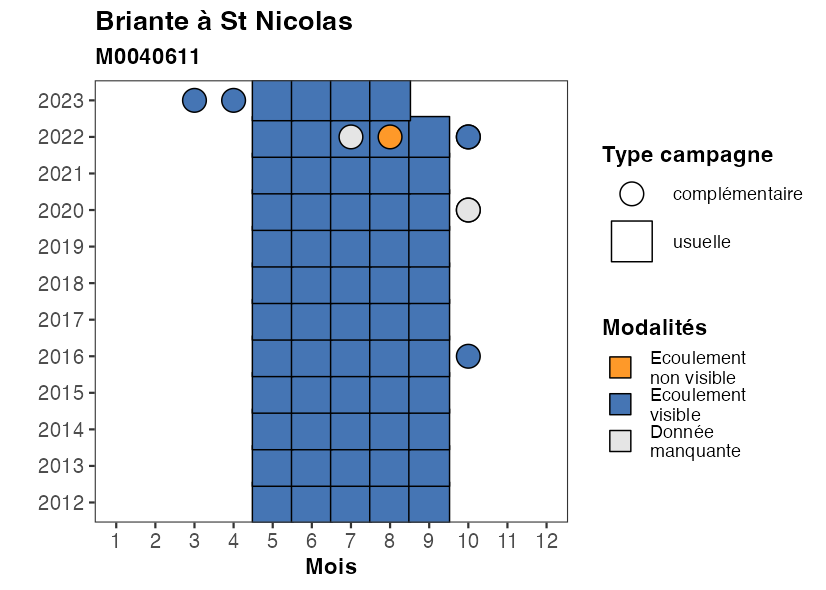 Briante à St Nicolas
M0040611
2023
2022
2021
2020
2019
2018
2017
2016
2015
2014
2013
2012
1 2 3 4 5 6 7 8 9 10 11 12
Mois
Type campagne
complémentaire
usuelle
Modalités
Ecoulement
non visible
Ecoulement
visible
Donnée
manquante